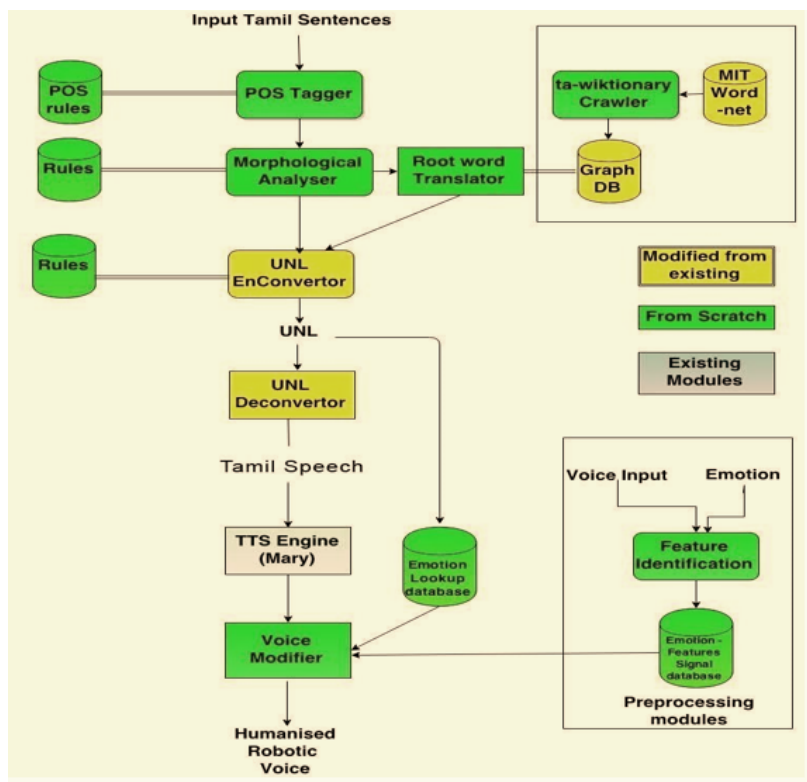 Input Tamil Sentences
POS
rules
POS Tagger
ta-wiktionary
Crawler
MIT
Word
-net
Rules
Morphological
Analyser
Root word
Translator
Graph
DB
Rules
UNL
EnConvertor
Modified from
existing
UNL
From Scratch
UNL
Deconvertor
Existing
Modules
Tamil Speech
Voice Input
Emotion
TTS Engine
(Mary)
Emotion
Lookup
database
Feature
Identification
Voice
Modifier
Emotion -
Features
Signal
database
Preprocessing
modules
Humanised
Robotic
Voice